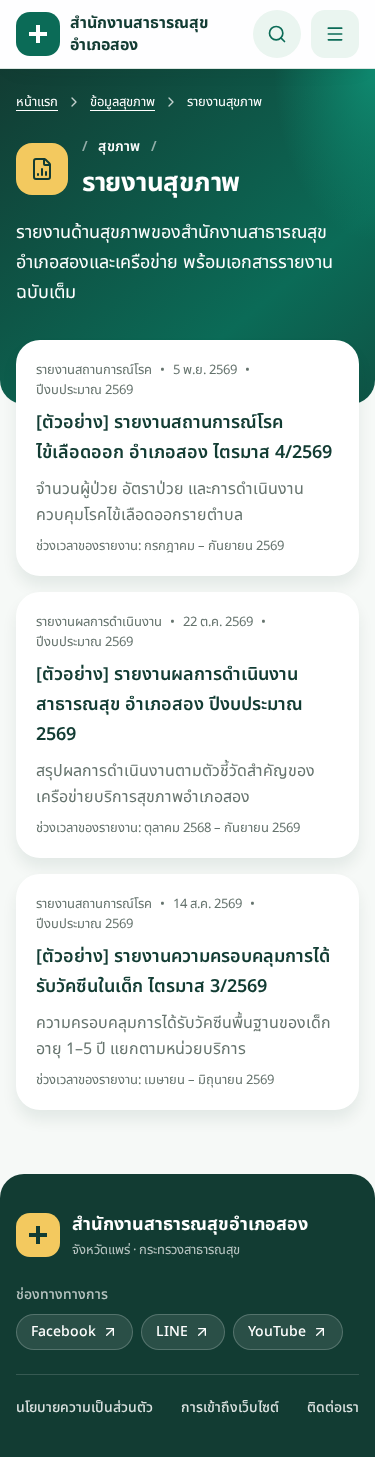 สำนักงานสาธารณสุข
อำเภอสอง
หน้าแรก > ข้อมูลสุขภาพ > รายงานสุขภาพ
/ สุขภาพ /
รายงานสุขภาพ
รายงานด้านสุขภาพของสำนักงานสาธารณสุข
อำเภอสองและเครือข่าย พร้อมเอกสารรายงาน
ฉบับเต็ม
รายงานสถานการณ์โรค • 5 พ.ย. 2569 •
ปีงบประมาณ 2569
[ตัวอย่าง] รายงานสถานการณ์โรค
ไข้เลือดออก อำเภอสอง ไตรมาส 4/2569
จำนวนผู้ป่วย อัตราป่วย และการดำเนินงาน
ควบคุมโรคไข้เลือดออกรายตำบล
ช่วงเวลาของรายงาน: กรกฎาคม – กันยายน 2569
รายงานผลการดำเนินงาน • 22 ต.ค. 2569 •
ปีงบประมาณ 2569
[ตัวอย่าง] รายงานผลการดำเนินงาน
สาธารณสุข อำเภอสอง ปีงบประมาณ
2569
สรุปผลการดำเนินงานตามตัวชี้วัดสำคัญของ
เครือข่ายบริการสุขภาพอำเภอสอง
ช่วงเวลาของรายงาน: ตุลาคม 2568 – กันยายน 2569
รายงานสถานการณ์โรค • 14 ส.ค. 2569 •
ปีงบประมาณ 2569
[ตัวอย่าง] รายงานความครอบคลุมการได้
รับวัคซีนในเด็ก ไตรมาส 3/2569
ความครอบคลุมการได้รับวัคซีนพื้นฐานของเด็ก
อายุ 1–5 ปี แยกตามหน่วยบริการ
ช่วงเวลาของรายงาน: เมษายน – มิถุนายน 2569
สำนักงานสาธารณสุขอำเภอสอง
จังหวัดแพร่ · กระทรวงสาธารณสุข
ช่องทางทางการ
Facebook LINE YouTube
นโยบายความเป็นส่วนตัว การเข้าถึงเว็บไซต์ ติดต่อเรา